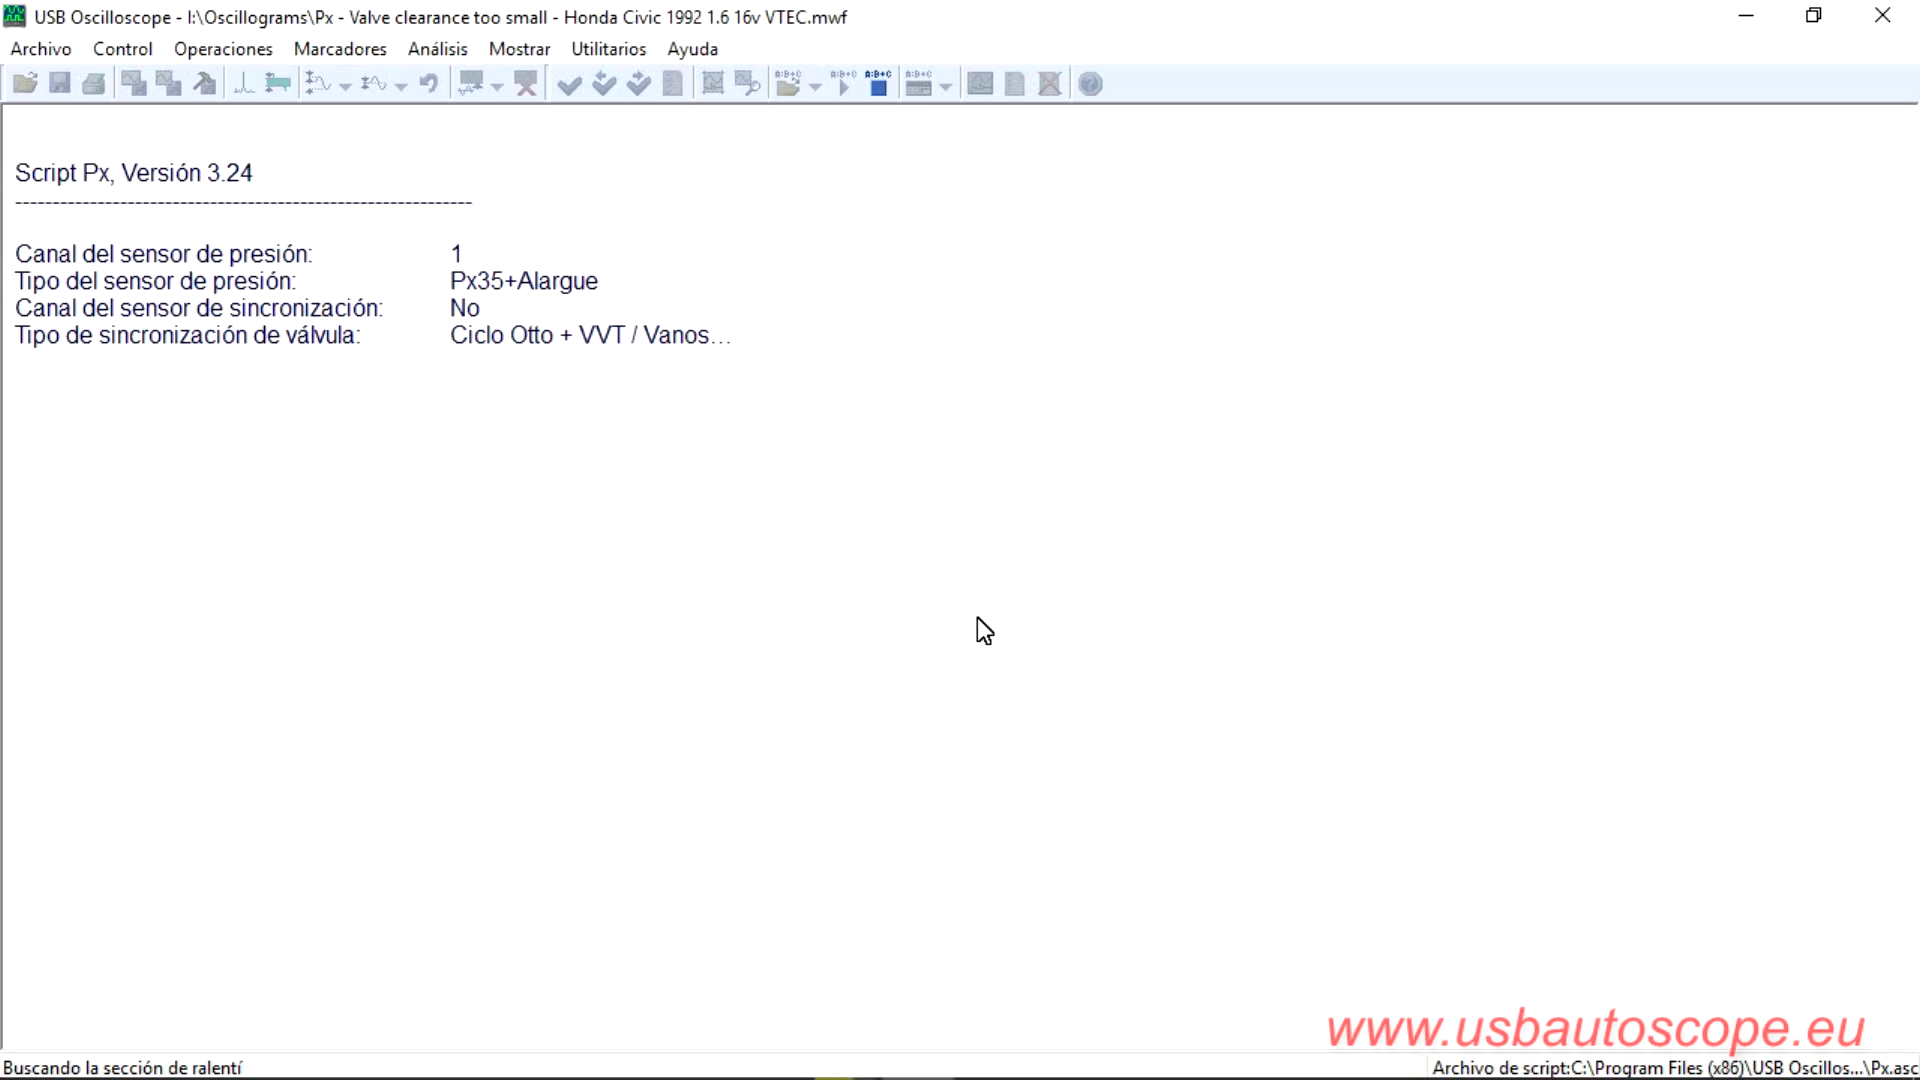 USB Oscilloscope - I:\Oscillograms\Px - Valve clearance too small - Honda Civic 1992 1.6 16v VTEC.mwf
Archivo Control Operaciones Marcadores Análisis Mostrar Utilitarios Ayuda
A:B+C A:B+C A:B+C A:B+C
Script Px, Versión 3.24
-------------------------------------------------------------
Canal del sensor de presión: 1
Tipo del sensor de presión: Px35+Alargue
Canal del sensor de sincronización: No
Tipo de sincronización de válvula: Ciclo Otto + VVT / Vanos...
www.usbautoscope.eu
Buscando la sección de ralentí Archivo de script:C:\Program Files (x86)\USB Oscillos...\Px.asc